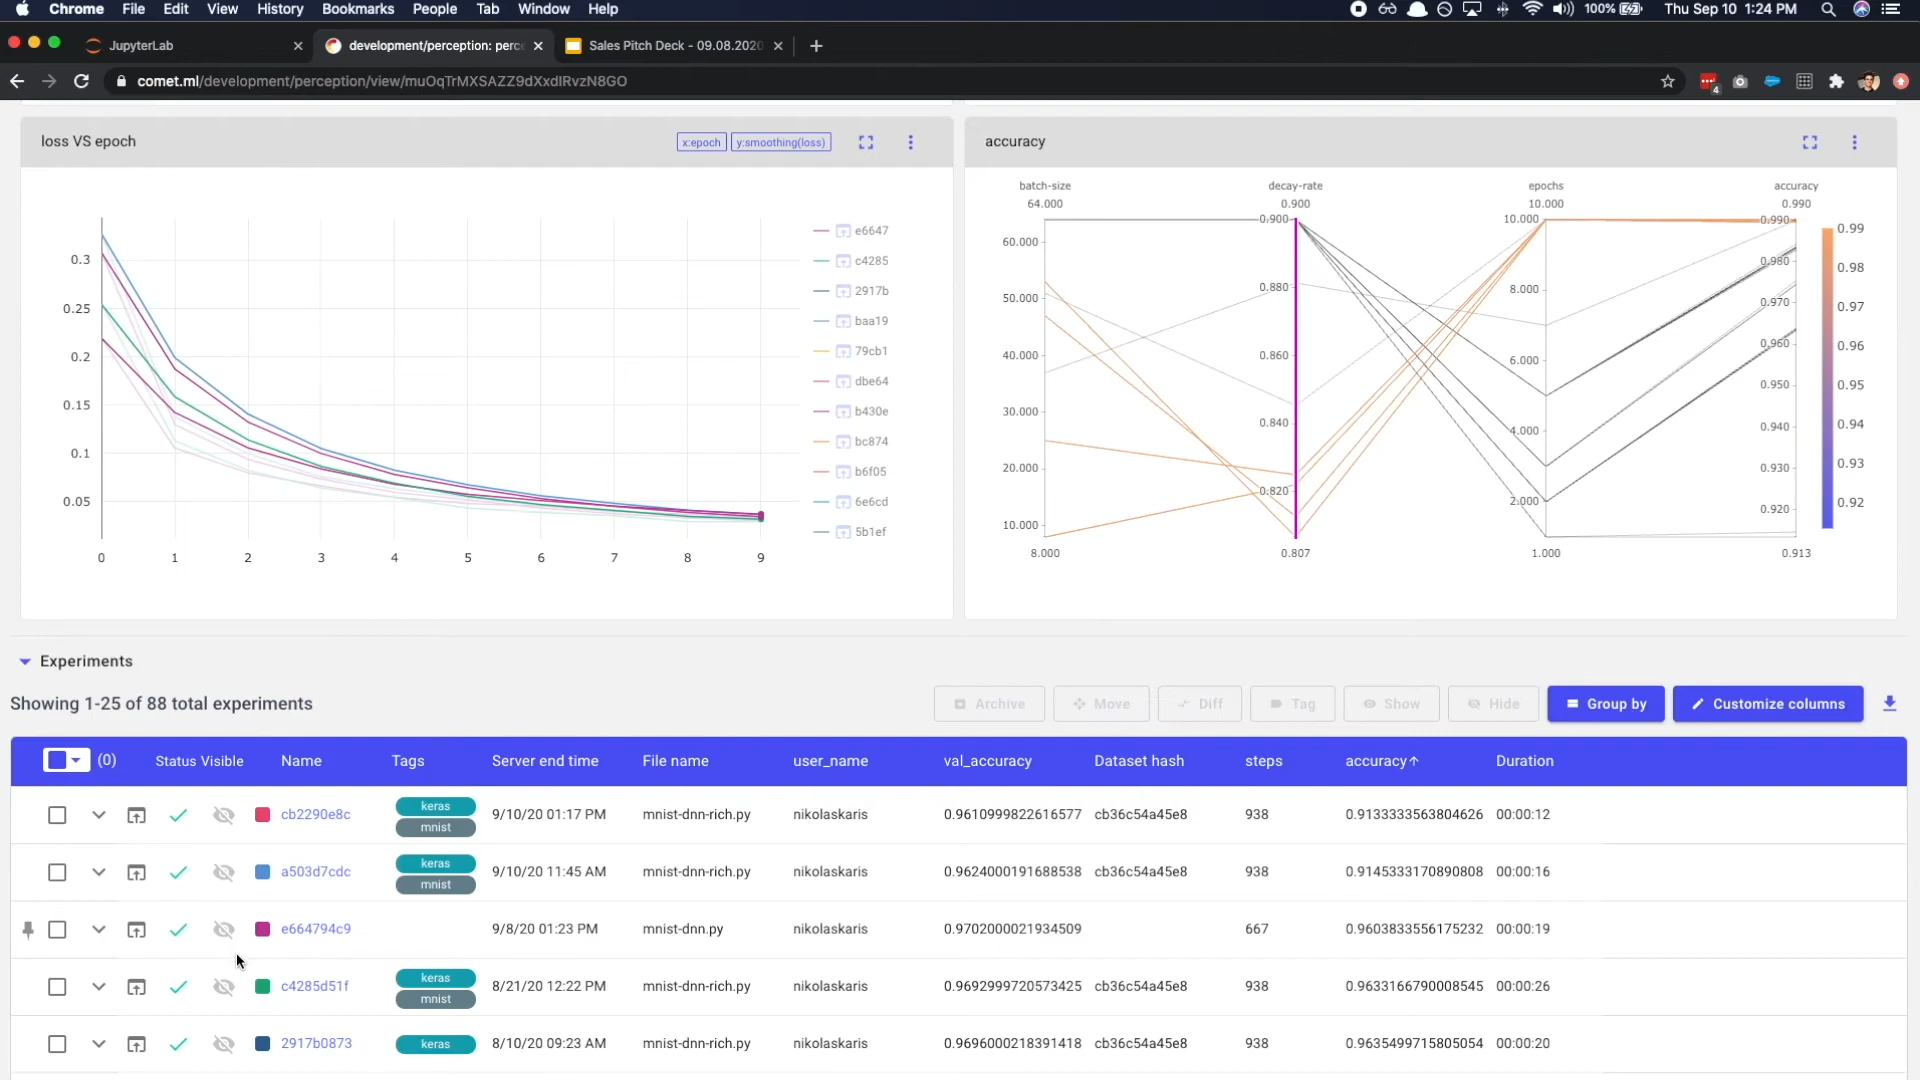 Chrome File Edit View History Bookmarks People Tab Window Help 100% Thu Sep 10 1:24 PM
JupyterLab development/perception: perce Sales Pitch Deck - 09.08.2020
comet.ml/development/perception/view/muOqTrMXSAZZ9dXxdIRvzN8GO 4
loss VS epoch x:epoch y:smoothing(loss)
0.3
0.25
0.2
0.15
0.1
0.05
0 1 2 3 4 5 6 7 8 9
e6647
c4285
2917b
baa19
79cb1
dbe64
b430e
bc874
b6f05
6e6cd
5b1ef
accuracy
batch-size decay-rate epochs accuracy
64.000 0.900 10.000 0.990
60.000
50.000
40.000
30.000
20.000
10.000
8.000
0.900
0.880
0.860
0.840
0.820
0.807
10.000
8.000
6.000
4.000
2.000
1.000
0.990
0.980
0.970
0.960
0.950
0.940
0.930
0.920
0.913
0.99
0.98
0.97
0.96
0.95
0.94
0.93
0.92
Experiments
Showing 1-25 of 88 total experiments Archive Move Diff Tag Show Hide Group by Customize columns
(0) Status Visible Name Tags Server end time File name user_name val_accuracy Dataset hash steps accuracy↑ Duration
cb2290e8c keras mnist 9/10/20 01:17 PM mnist-dnn-rich.py nikolaskaris 0.9610999822616577 cb36c54a45e8 938 0.9133333563804626 00:00:12
a503d7cdc keras mnist 9/10/20 11:45 AM mnist-dnn-rich.py nikolaskaris 0.9624000191688538 cb36c54a45e8 938 0.9145333170890808 00:00:16
e664794c9 9/8/20 01:23 PM mnist-dnn.py nikolaskaris 0.9702000021934509 667 0.9603833556175232 00:00:19
c4285d51f keras mnist 8/21/20 12:22 PM mnist-dnn-rich.py nikolaskaris 0.9692999720573425 cb36c54a45e8 938 0.9633166790008545 00:00:26
2917b0873 keras 8/10/20 09:23 AM mnist-dnn-rich.py nikolaskaris 0.9696000218391418 cb36c54a45e8 938 0.9635499715805054 00:00:20